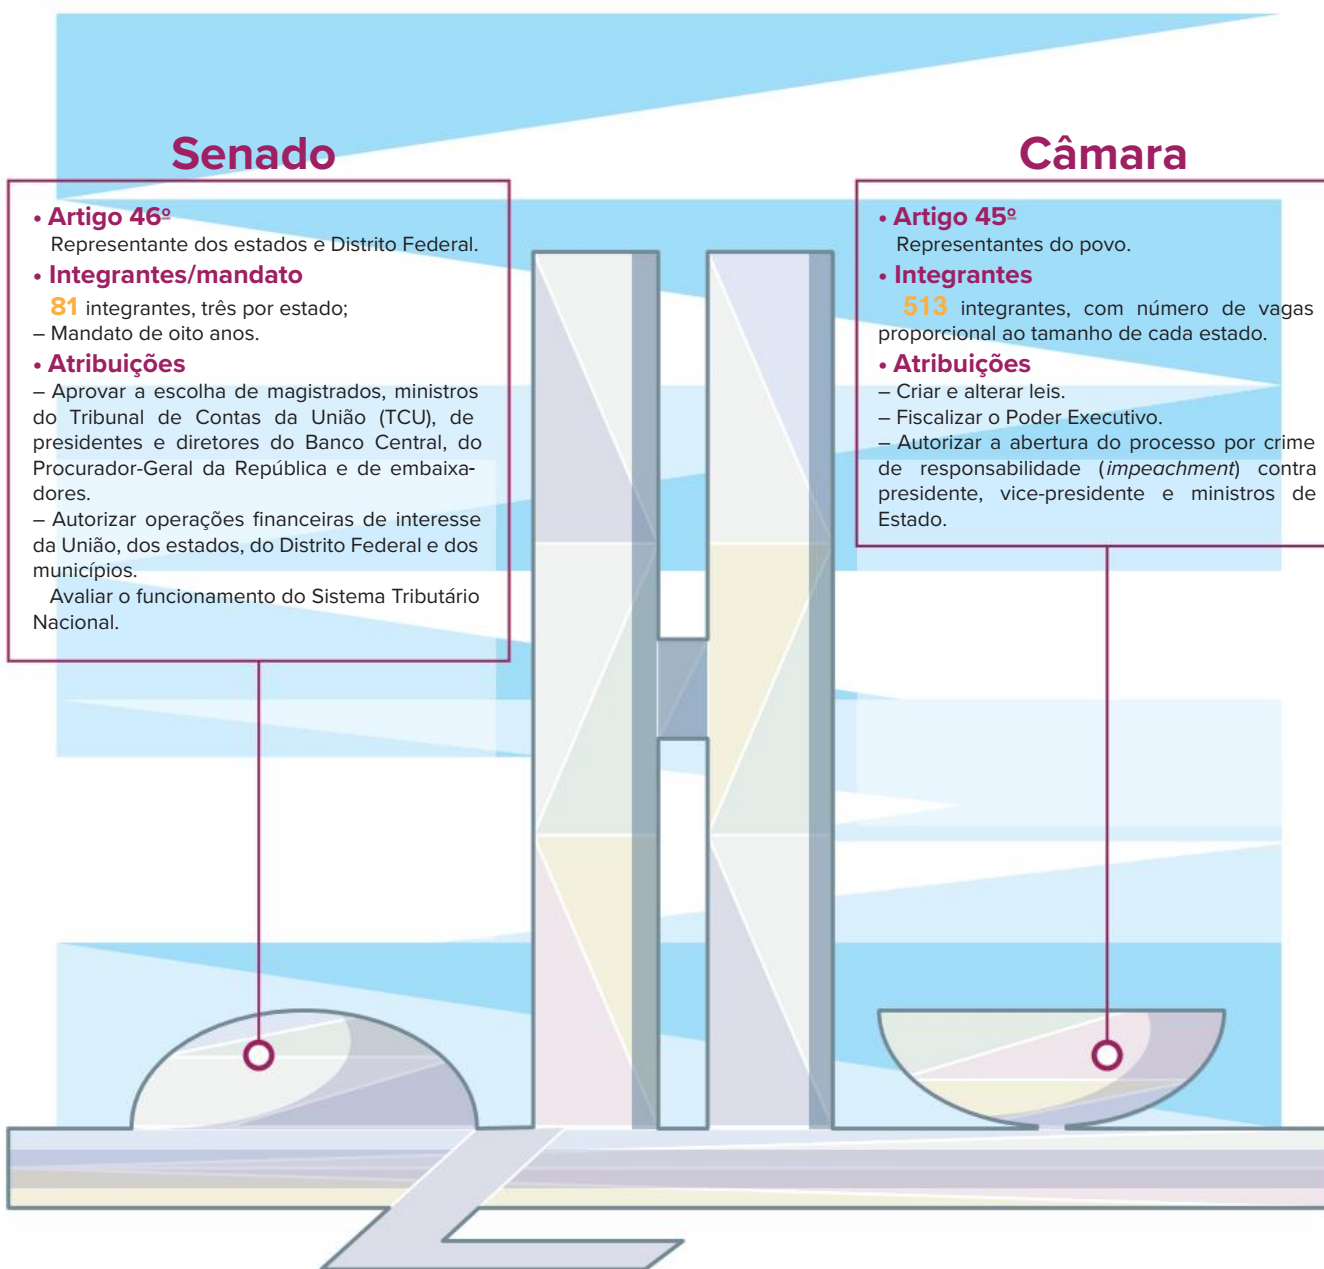 Senado
• Artigo 46º
Representante dos estados e Distrito Federal.
• Integrantes/mandato
81 integrantes, três por estado;
– Mandato de oito anos.
• Atribuições
– Aprovar a escolha de magistrados, ministros
do Tribunal de Contas da União (TCU), de
presidentes e diretores do Banco Central, do
Procurador-Geral da República e de embaixa-
dores.
– Autorizar operações financeiras de interesse
da União, dos estados, do Distrito Federal e dos
municípios.
Avaliar o funcionamento do Sistema Tributário
Nacional.
Câmara
• Artigo 45º
Representantes do povo.
• Integrantes
513 integrantes, com número de vagas
proporcional ao tamanho de cada estado.
• Atribuições
– Criar e alterar leis.
– Fiscalizar o Poder Executivo.
– Autorizar a abertura do processo por crime
de responsabilidade (impeachment) contra
presidente, vice-presidente e ministros de
Estado.